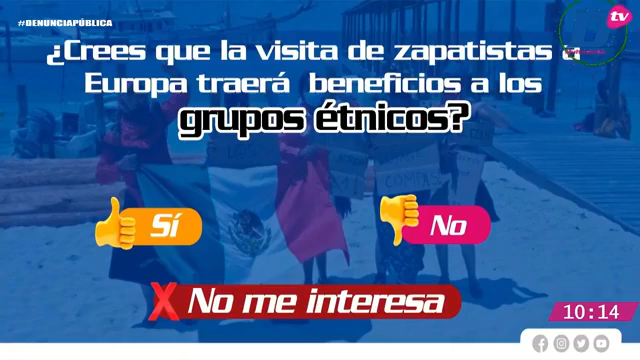 #DENUNCIAPÚBLICA
tv
¿Crees que la visita de zapatistas a
Europa traerá beneficios a los
grupos étnicos?
Sí
No
X No me interesa
10:14